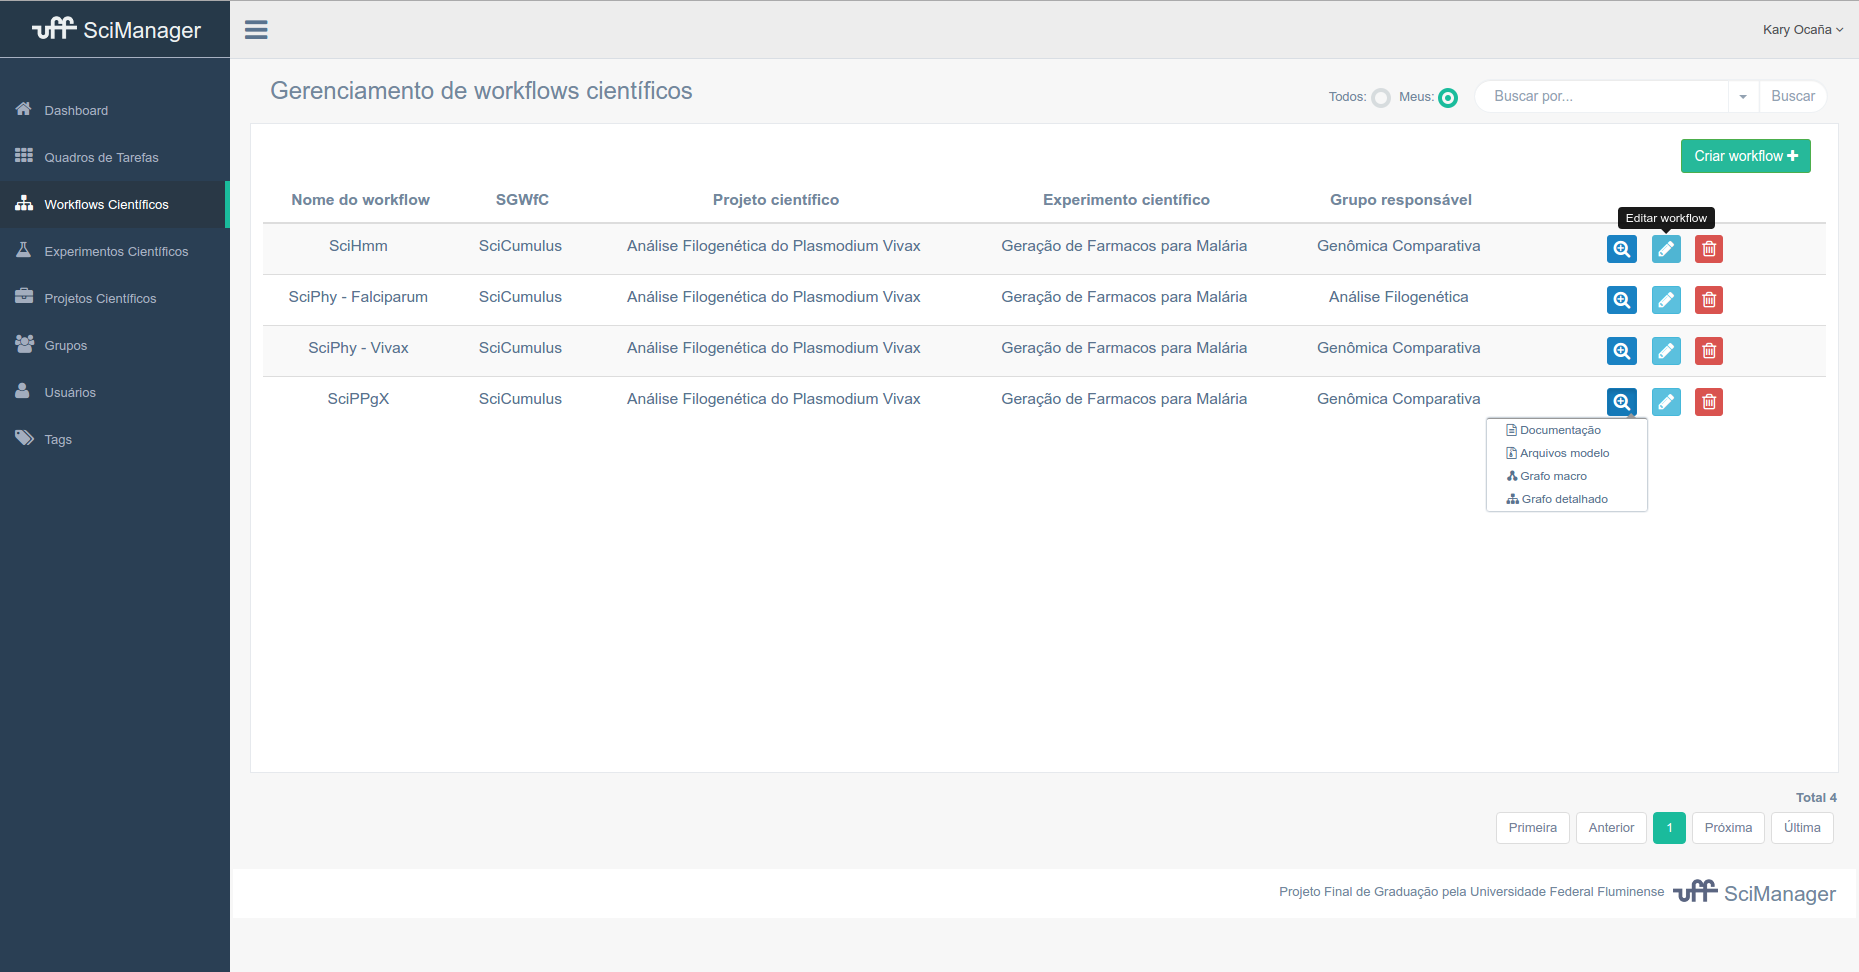 uff SciManager
Kary Ocaña
Dashboard
Quadros de Tarefas
Workflows Científicos
Experimentos Científicos
Projetos Científicos
Grupos
Usuários
Tags
Gerenciamento de workflows científicos
Todos: Meus: Buscar por... Buscar
Criar workflow
Nome do workflow SGWfC Projeto científico Experimento científico Grupo responsável
Editar workflow
SciHmm SciCumulus Análise Filogenética do Plasmodium Vivax Geração de Farmacos para Malária Genômica Comparativa
SciPhy - Falciparum SciCumulus Análise Filogenética do Plasmodium Vivax Geração de Farmacos para Malária Análise Filogenética
SciPhy - Vivax SciCumulus Análise Filogenética do Plasmodium Vivax Geração de Farmacos para Malária Genômica Comparativa
SciPPgX SciCumulus Análise Filogenética do Plasmodium Vivax Geração de Farmacos para Malária Genômica Comparativa
Documentação
Arquivos modelo
Grafo macro
Grafo detalhado
Total 4
Primeira Anterior 1 Próxima Última
Projeto Final de Graduação pela Universidade Federal Fluminense uff SciManager